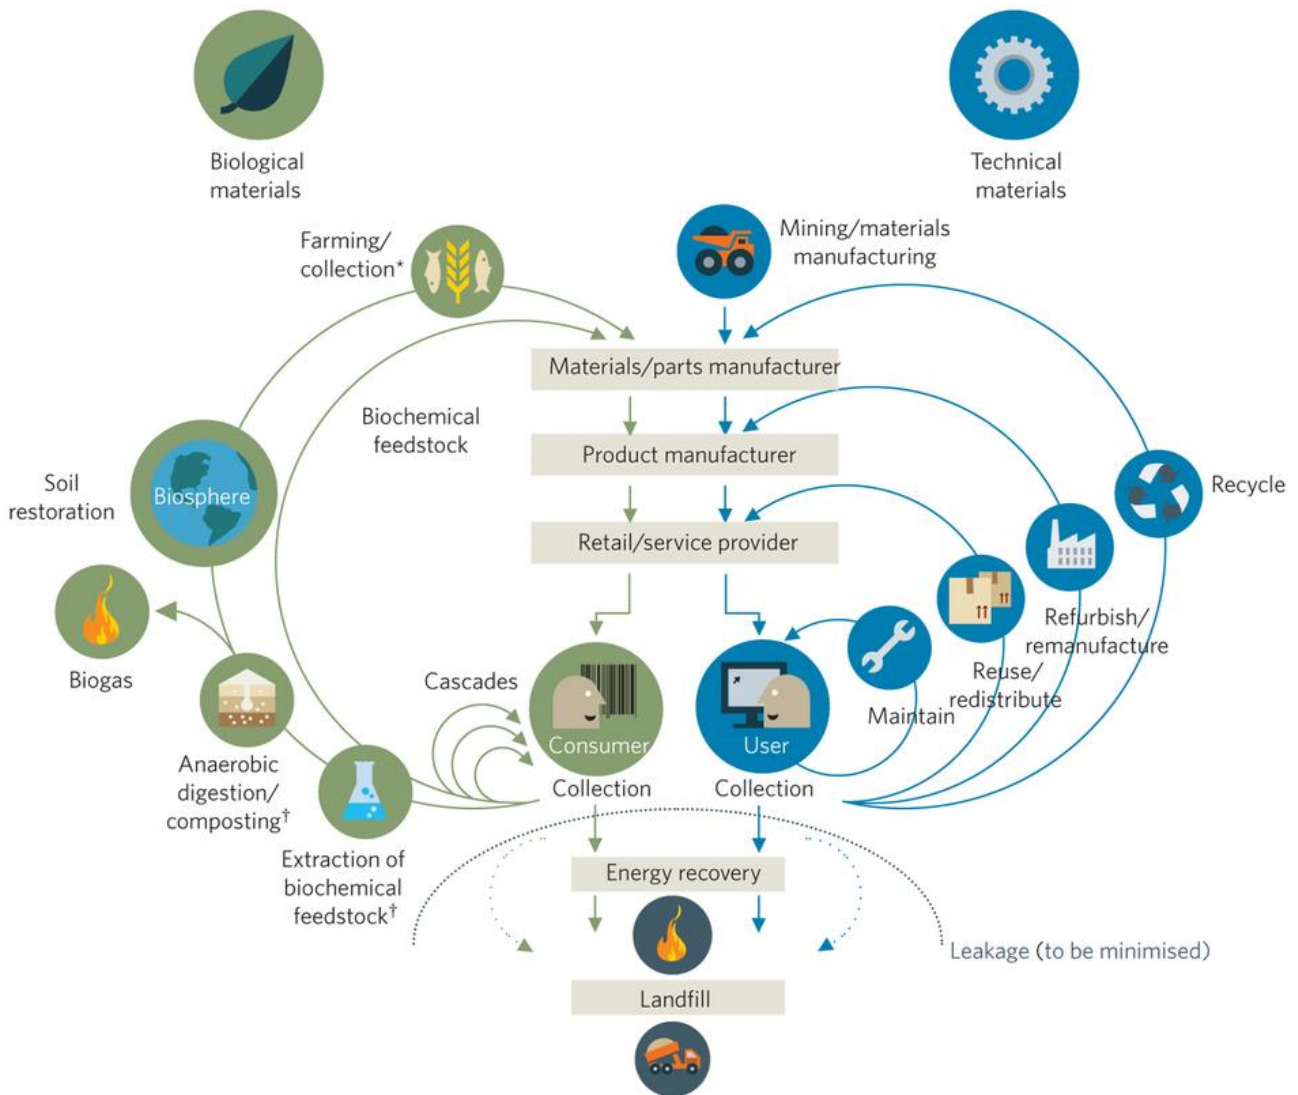 Biological
materials
Technical
materials
Farming/
collection*
Mining/materials
manufacturing
Materials/parts manufacturer
Biochemical
feedstock
Product manufacturer
Soil
restoration
Biosphere
Recycle
Retail/service provider
Refurbish/
remanufacture
Biogas
Reuse/
redistribute
Cascades
Maintain
Consumer
User
Anaerobic
digestion/
composting†
Collection
Collection
Extraction of
biochemical
feedstock†
Energy recovery
Leakage (to be minimised)
Landfill